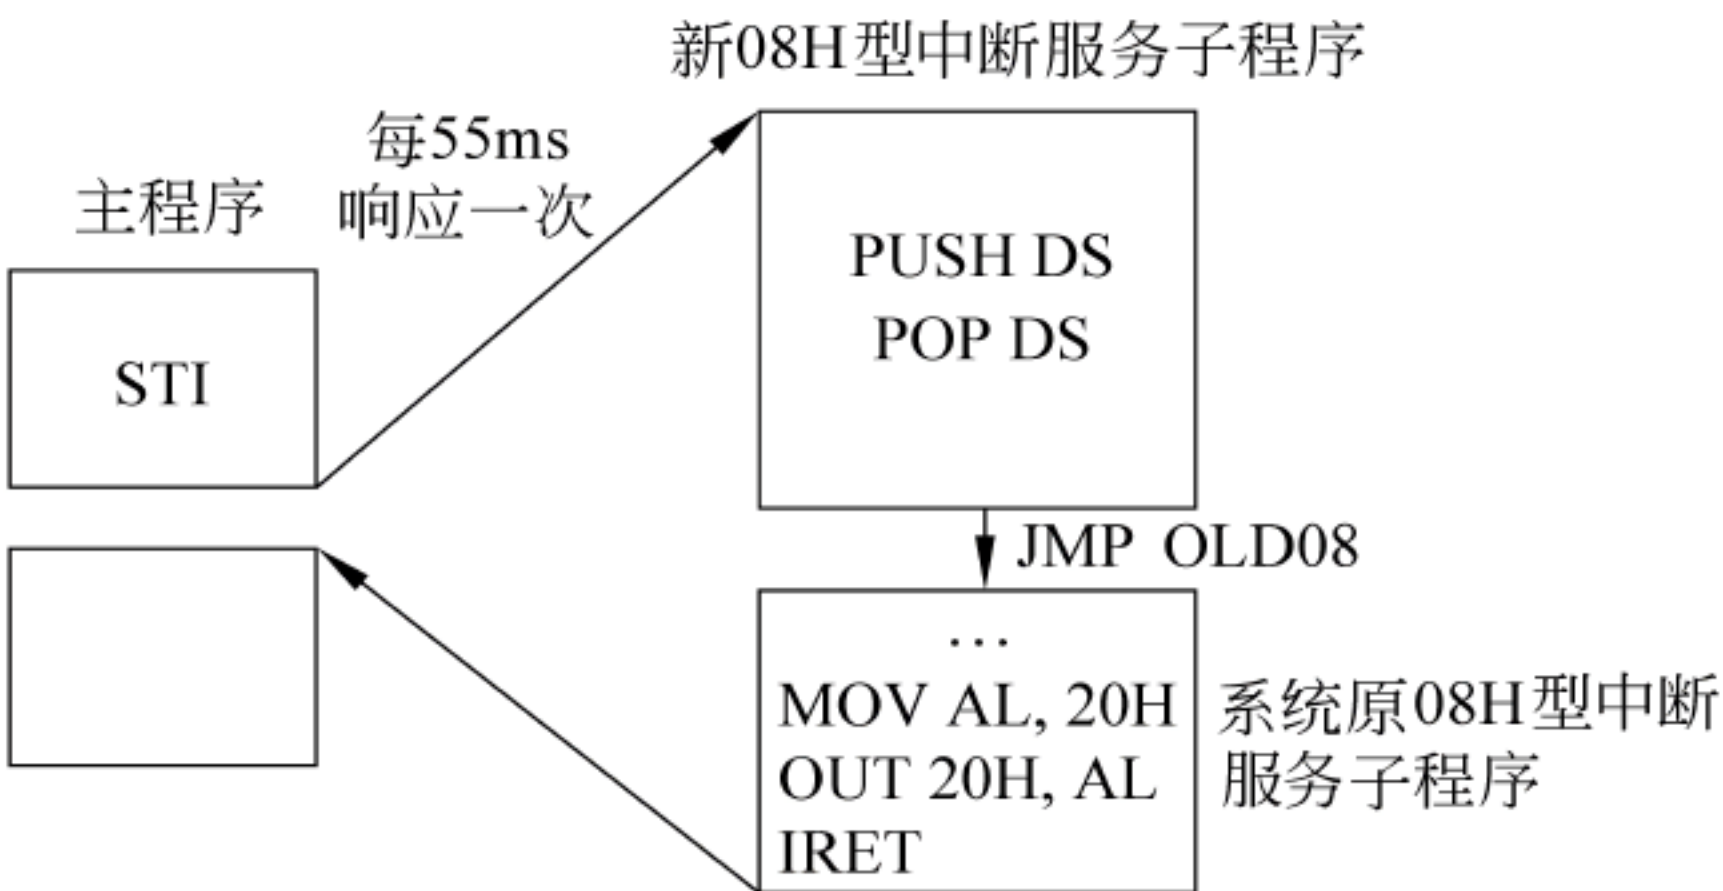 新08H型中断服务子程序
每55ms
响应一次
主程序
STI
PUSH DS
POP DS
JMP OLD08
…
MOV AL, 20H
OUT 20H, AL
IRET
系统原08H型中断
服务子程序